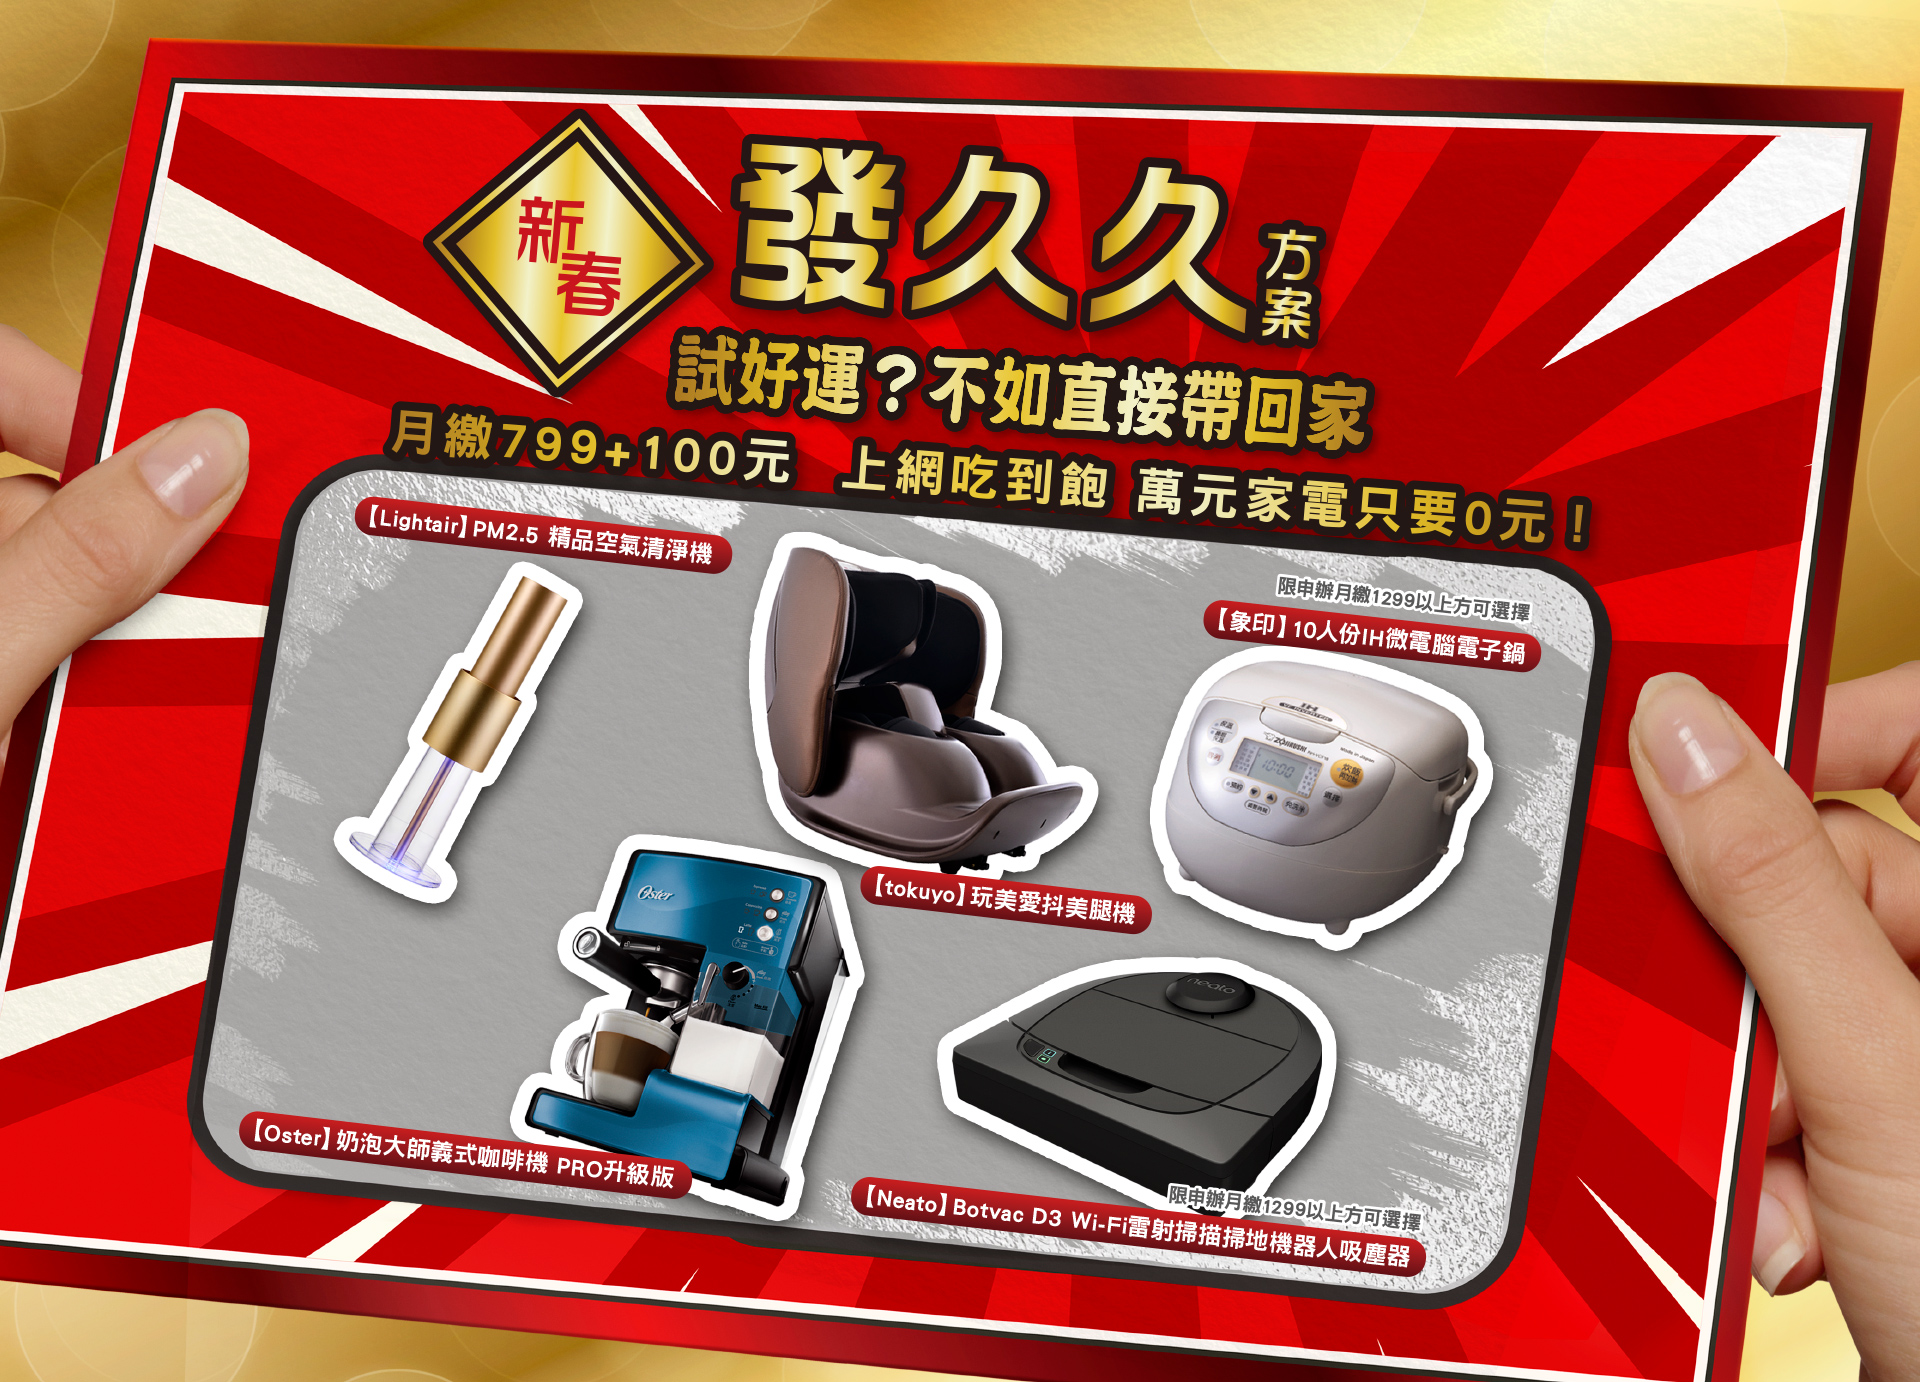 新春
發久久方案
試好運？不如直接帶回家
月繳799+100元 上網吃到飽 萬元家電只要0元！
【Lightair】PM2.5 精品空氣清淨機
限申辦月繳1299以上方可選擇
【象印】10人份IH微電腦電子鍋
ZOJIRUSHI
10:00
炊飯
【tokuyo】玩美愛抖美腿機
Oster
【Oster】奶泡大師義式咖啡機 PRO升級版
neato
限申辦月繳1299以上方可選擇
【Neato】Botvac D3 Wi-Fi雷射掃描掃地機器人吸塵器